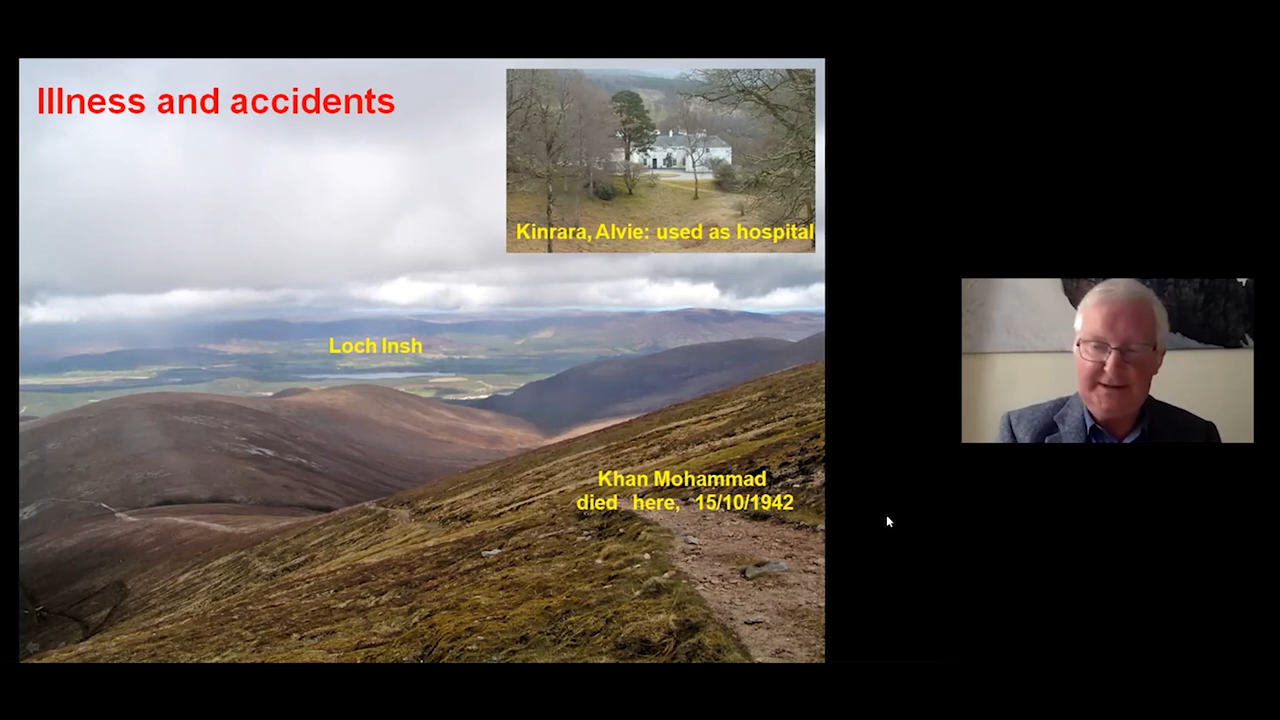 Illness and accidents
Kinrara, Alvie: used as hospital
Loch Insh
Khan Mohammad
died here, 15/10/1942